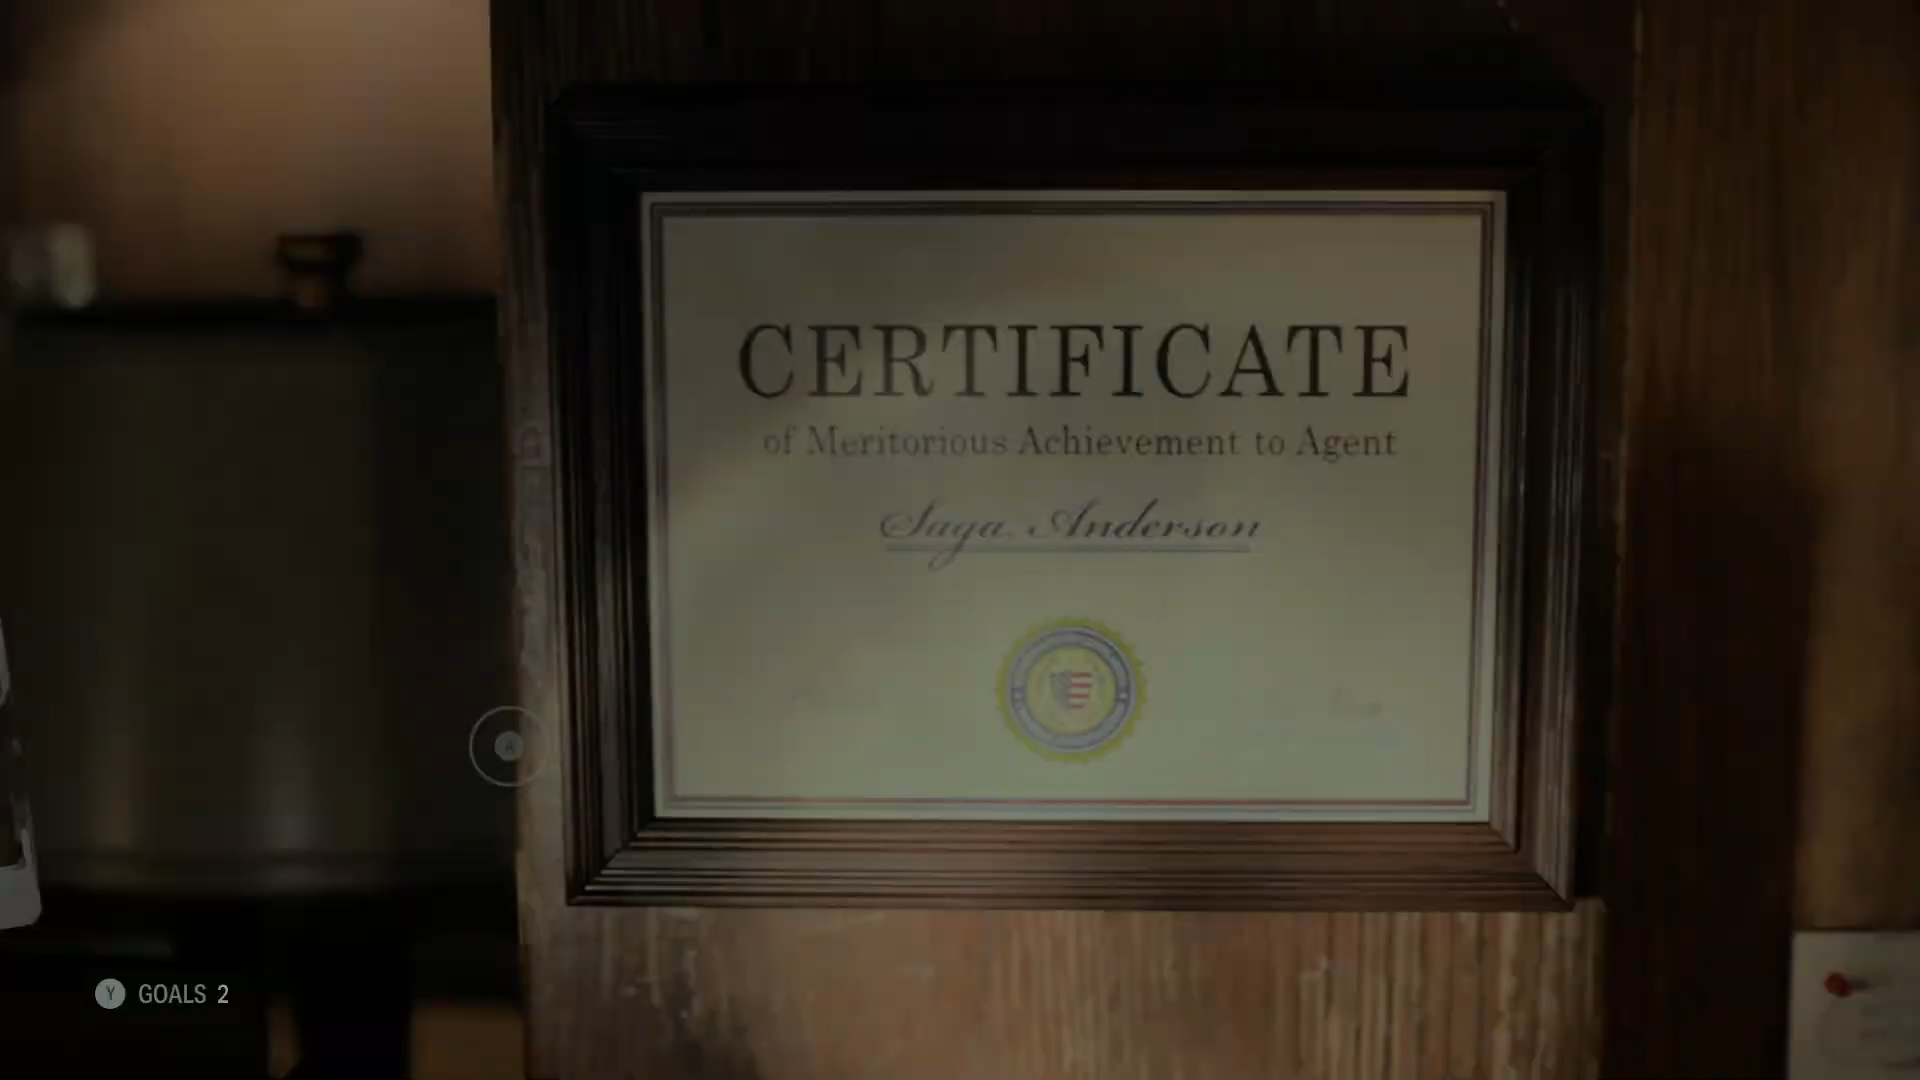 CERTIFICATE
of Meritorious Achievement to Agent
Saga Anderson
A
Y GOALS 2